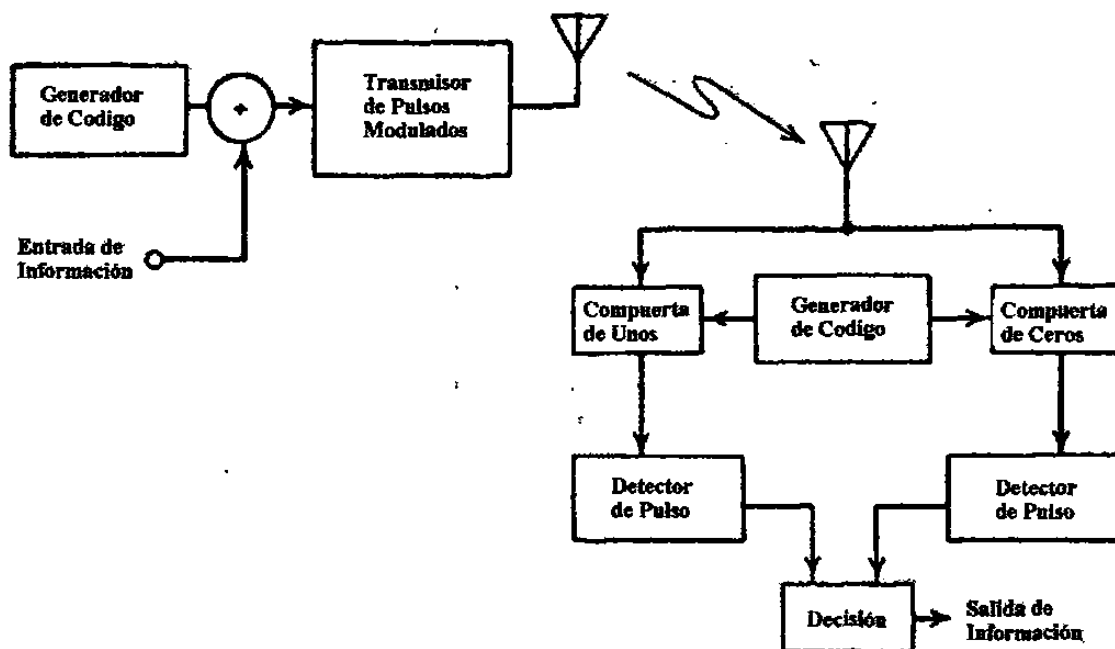 Generador
de Codigo
+
Transmisor
de Pulsos
Modulados
Entrada de
Información
Compuerta
de Unos
Generador
de Codigo
Compuerta
de Ceros
Detector
de Pulso
Detector
de Pulso
Decisión
Salida de
Información